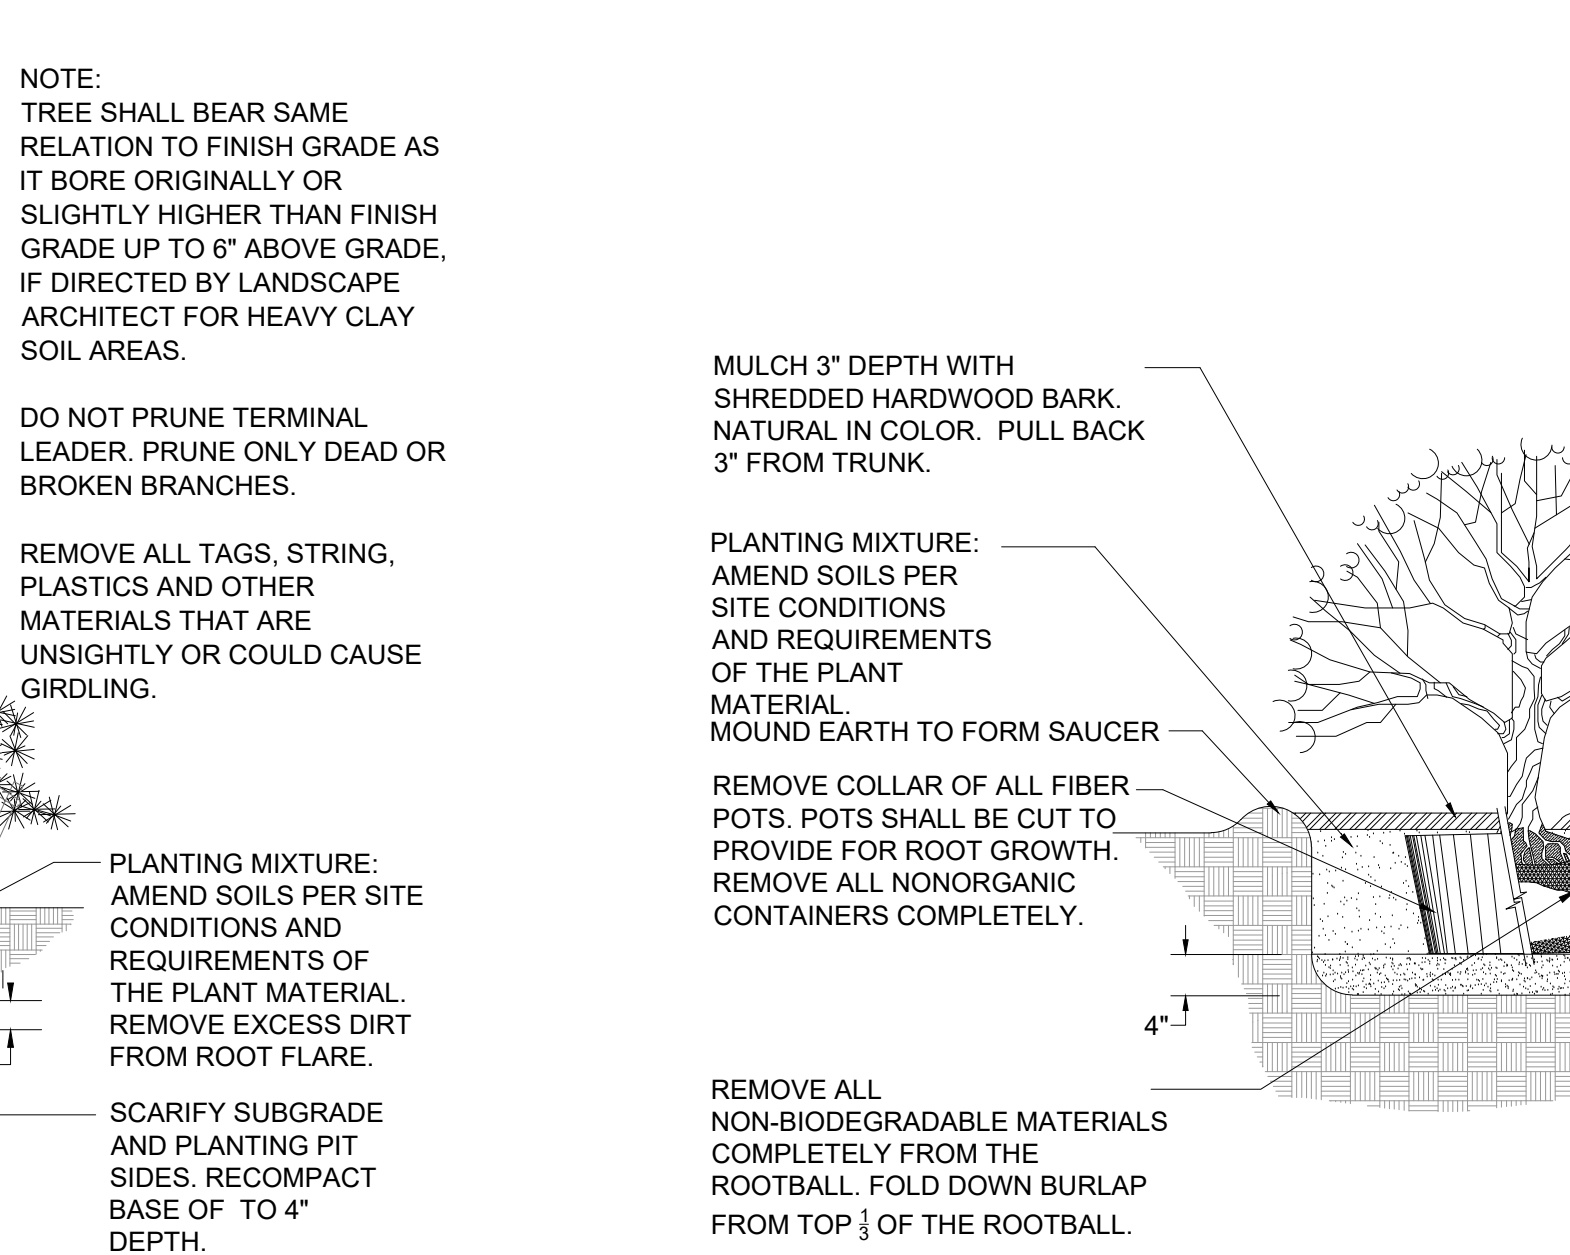 NOTE:
TREE SHALL BEAR SAME
RELATION TO FINISH GRADE AS
IT BORE ORIGINALLY OR
SLIGHTLY HIGHER THAN FINISH
GRADE UP TO 6" ABOVE GRADE,
IF DIRECTED BY LANDSCAPE
ARCHITECT FOR HEAVY CLAY
SOIL AREAS.
DO NOT PRUNE TERMINAL
LEADER. PRUNE ONLY DEAD OR
BROKEN BRANCHES.
REMOVE ALL TAGS, STRING,
PLASTICS AND OTHER
MATERIALS THAT ARE
UNSIGHTLY OR COULD CAUSE
GIRDLING.
PLANTING MIXTURE:
AMEND SOILS PER SITE
CONDITIONS AND
REQUIREMENTS OF
THE PLANT MATERIAL.
REMOVE EXCESS DIRT
FROM ROOT FLARE.
SCARIFY SUBGRADE
AND PLANTING PIT
SIDES. RECOMPACT
BASE OF  TO 4"
DEPTH.
MULCH 3" DEPTH WITH
SHREDDED HARDWOOD BARK.
NATURAL IN COLOR.  PULL BACK
3" FROM TRUNK.
PLANTING MIXTURE:
AMEND SOILS PER
SITE CONDITIONS
AND REQUIREMENTS
OF THE PLANT
MATERIAL.
MOUND EARTH TO FORM SAUCER
REMOVE COLLAR OF ALL FIBER
POTS. POTS SHALL BE CUT TO
PROVIDE FOR ROOT GROWTH.
REMOVE ALL NONORGANIC
CONTAINERS COMPLETELY.
4"
REMOVE ALL
NON-BIODEGRADABLE MATERIALS
COMPLETELY FROM THE
ROOTBALL. FOLD DOWN BURLAP
FROM TOP 1/3 OF THE ROOTBALL.